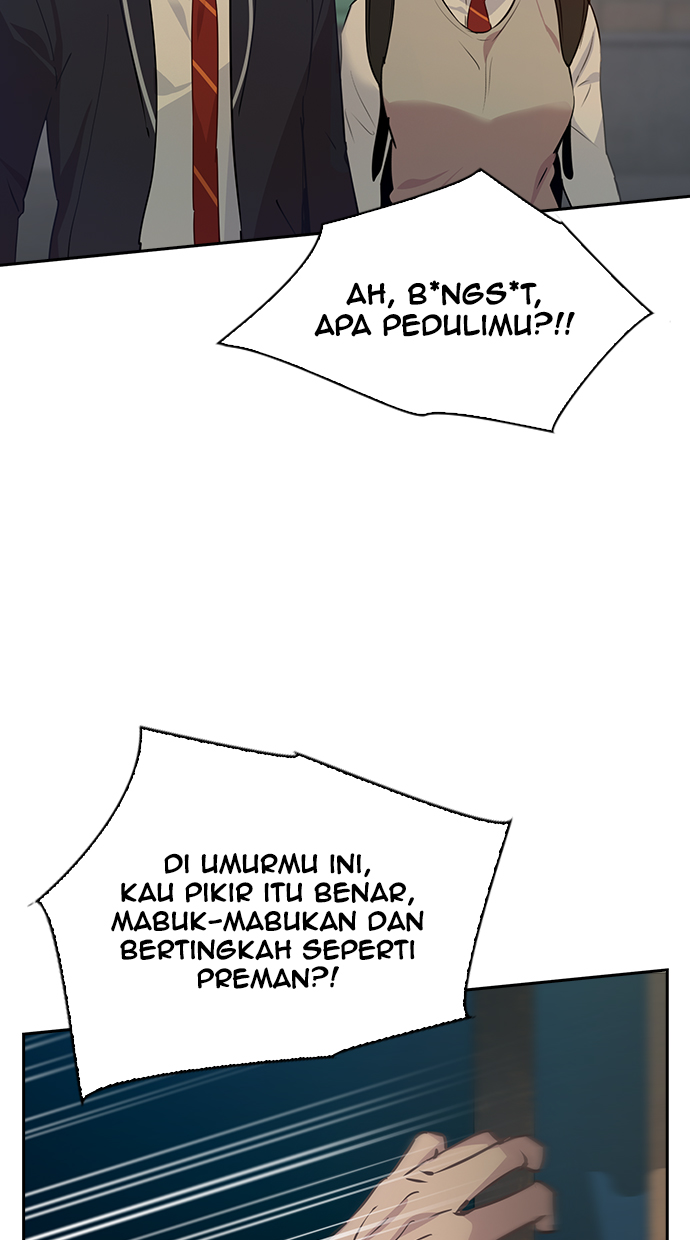 AH, B*NGS*T,
APA PEDULIMU?!!
DI UMURMU INI,
KAU PIKIR ITU BENAR,
MABUK-MABUKAN DAN
BERTINGKAH SEPERTI
PREMAN?!